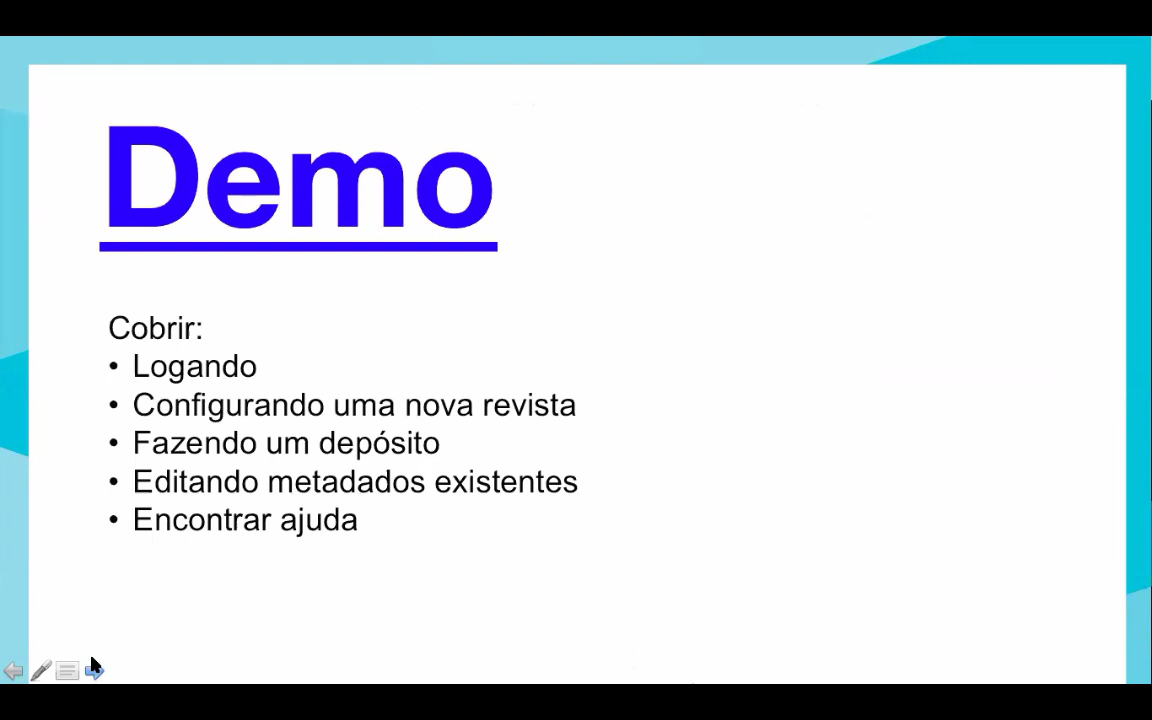 Demo
Cobrir:
• Logando
• Configurando uma nova revista
• Fazendo um depósito
• Editando metadados existentes
• Encontrar ajuda